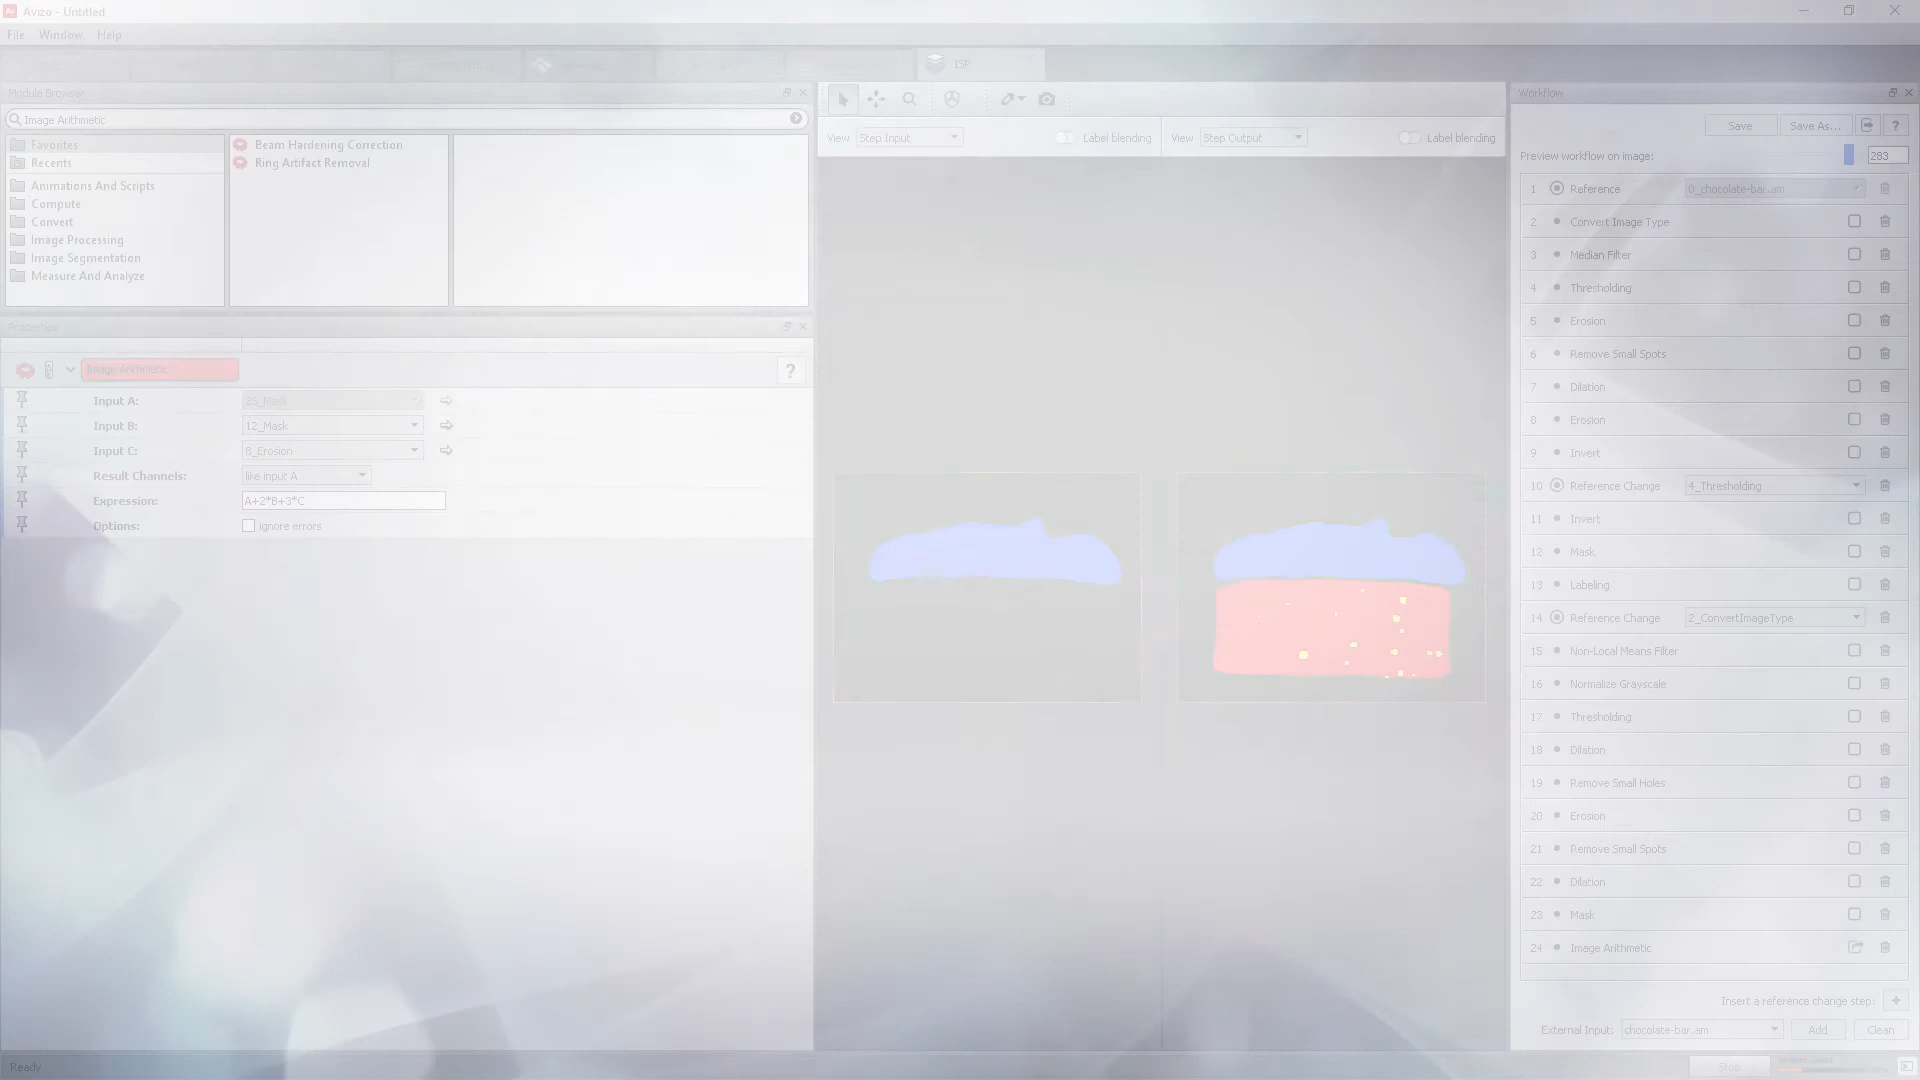 Avizo - Untitled
File Window Help
ISP
Module Browser
Image Arithmetic
Favorites
Recents
Animations And Scripts
Compute
Convert
Image Processing
Image Segmentation
Measure And Analyze
Beam Hardening Correction
Ring Artifact Removal
Properties
Image Arithmetic
?
Input A: 23_Mask
Input B: 12_Mask
Input C: 8_Erosion
Result Channels: like input A
Expression: A+2*B+3*C
Options: ignore errors
View Step Input Label blending
View Step Output Label blending
Workflow
Save Save As... ?
Preview workflow on image: 283
1 Reference 0_chocolate-bar.am
2 Convert Image Type
3 Median Filter
4 Thresholding
5 Erosion
6 Remove Small Spots
7 Dilation
8 Erosion
9 Invert
10 Reference Change 4_Thresholding
11 Invert
12 Mask
13 Labeling
14 Reference Change 2_ConvertImageType
15 Non-Local Means Filter
16 Normalize Grayscale
17 Thresholding
18 Dilation
19 Remove Small Holes
20 Erosion
21 Remove Small Spots
22 Dilation
23 Mask
24 Image Arithmetic
Insert a reference change step: +
External Input: chocolate-bar.am Add Clean
Ready
Stop